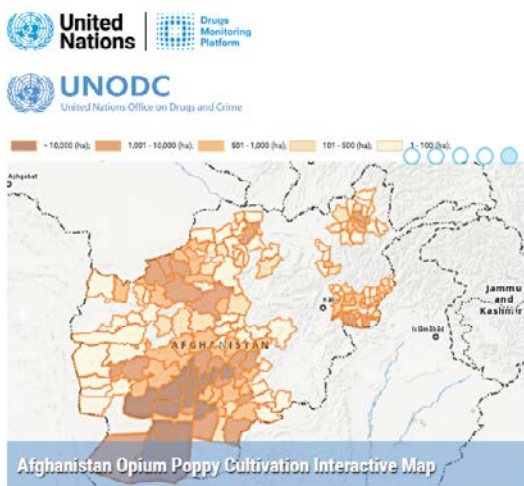 United Nations
Drugs Monitoring Platform
UNODC
United Nations Office on Drugs and Crime
> 10,000 (ha); 1,001 - 10,000 (ha); 501 - 1,000 (ha); 101 - 500 (ha); 1 - 100 (ha);
Ashgabat
Jammu and Kashmir
Islāmābād
AFGHANISTAN
Afghanistan Opium Poppy Cultivation Interactive Map